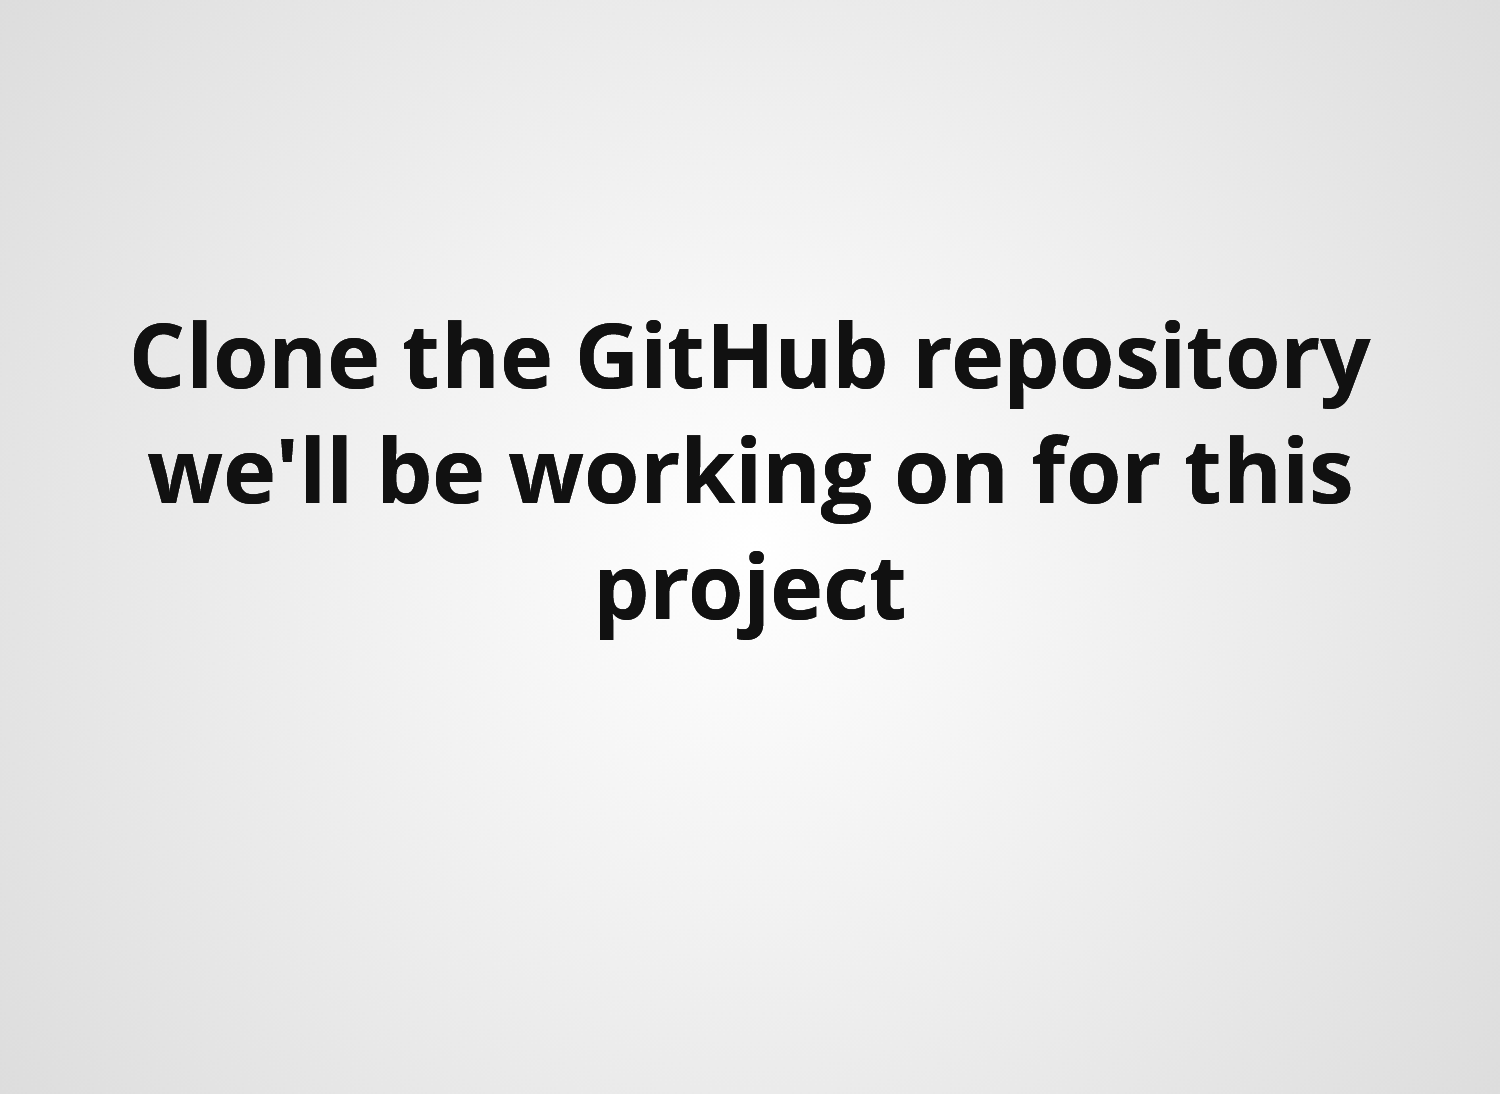 Clone the GitHub repository
we'll be working on for this
project